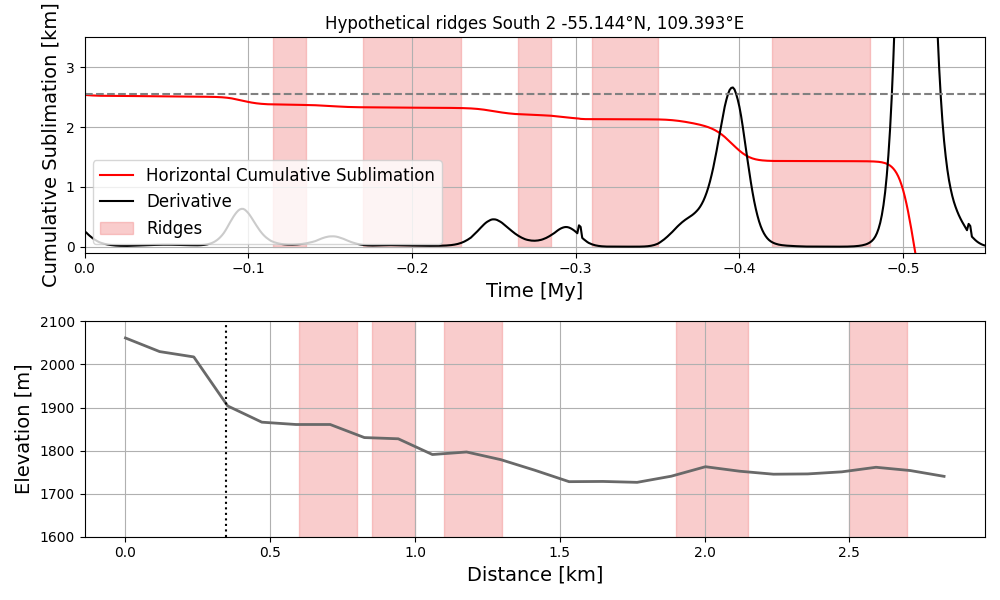 Hypothetical ridges South 2 -55.144°N, 109.393°E
Cumulative Sublimation [km]
3
2
1
0
Horizontal Cumulative Sublimation
Derivative
Ridges
0.0 −0.1 −0.2 −0.3 −0.4 −0.5
Time [My]
Elevation [m]
2100
2000
1900
1800
1700
1600
0.0 0.5 1.0 1.5 2.0 2.5
Distance [km]